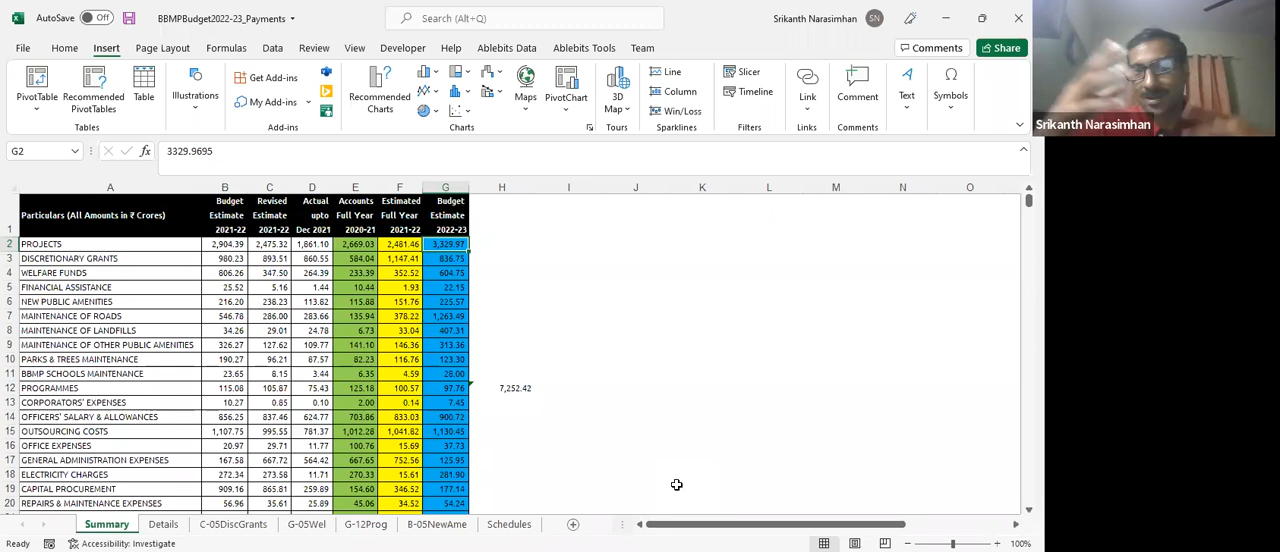 AutoSave Off BBMPBudget2022-23_Payments Search (Alt+Q) Srikanth Narasimhan SN
File Home Insert Page Layout Formulas Data Review View Developer Help Ablebits Data Ablebits Tools Team Comments Share
PivotTable Recommended PivotTables Table Illustrations Get Add-ins My Add-ins Recommended Charts Maps PivotChart 3D Map Line Column Win/Loss Slicer Timeline Link Comment Text Symbols
Tables Add-ins Charts Tours Sparklines Filters Links Comments
Srikanth Narasimhan
G2 fx 3329.9695
A B C D E F G H I J K L M N O
1 Particulars (All Amounts in ₹ Crores) Budget Estimate 2021-22 Revised Estimate 2021-22 Actual upto Dec 2021 Accounts Full Year 2020-21 Estimated Full Year 2021-22 Budget Estimate 2022-23
2 PROJECTS 2,904.39 2,475.32 1,861.10 2,669.03 2,481.46 3,329.97
3 DISCRETIONARY GRANTS 980.23 893.51 860.55 584.04 1,147.41 836.75
4 WELFARE FUNDS 806.26 347.50 264.39 233.39 352.52 604.75
5 FINANCIAL ASSISTANCE 25.52 5.16 1.44 10.44 1.93 22.15
6 NEW PUBLIC AMENITIES 216.20 238.23 113.82 115.88 151.76 225.57
7 MAINTENANCE OF ROADS 546.78 286.00 283.66 135.94 378.22 1,263.49
8 MAINTENANCE OF LANDFILLS 34.26 29.01 24.78 6.73 33.04 407.31
9 MAINTENANCE OF OTHER PUBLIC AMENITIES 326.27 127.62 109.77 141.10 146.36 313.36
10 PARKS & TREES MAINTENANCE 190.27 96.21 87.57 82.23 116.76 123.30
11 BBMP SCHOOLS MAINTENANCE 23.65 8.15 3.44 6.35 4.59 28.00
12 PROGRAMMES 115.08 105.87 75.43 125.18 100.57 97.76 7,252.42
13 CORPORATORS' EXPENSES 10.27 0.85 0.10 2.00 0.14 7.45
14 OFFICERS' SALARY & ALLOWANCES 856.25 837.46 624.77 703.86 833.03 900.72
15 OUTSOURCING COSTS 1,107.75 995.55 781.37 1,012.28 1,041.82 1,130.45
16 OFFICE EXPENSES 20.97 29.71 11.77 100.76 15.69 37.73
17 GENERAL ADMINISTRATION EXPENSES 167.58 667.72 564.42 667.65 752.56 125.95
18 ELECTRICITY CHARGES 272.34 273.58 11.71 270.33 15.61 281.90
19 CAPITAL PROCUREMENT 909.16 865.81 259.89 154.60 346.52 177.14
20 REPAIRS & MAINTENANCE EXPENSES 56.96 35.61 25.89 45.06 34.52 54.24
Summary Details C-05DiscGrants G-05Wel G-12Prog B-05NewAme Schedules
Ready Accessibility: Investigate 100%